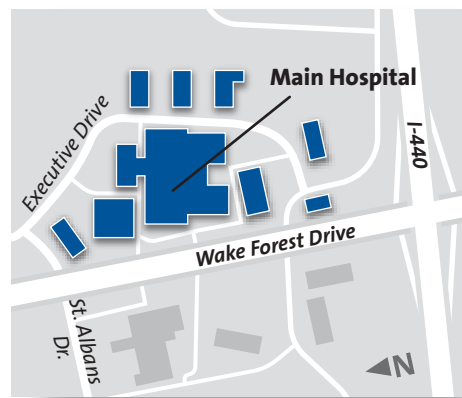 Main Hospital
Executive Drive
I-440
Wake Forest Drive
St. Albans
Dr.
N